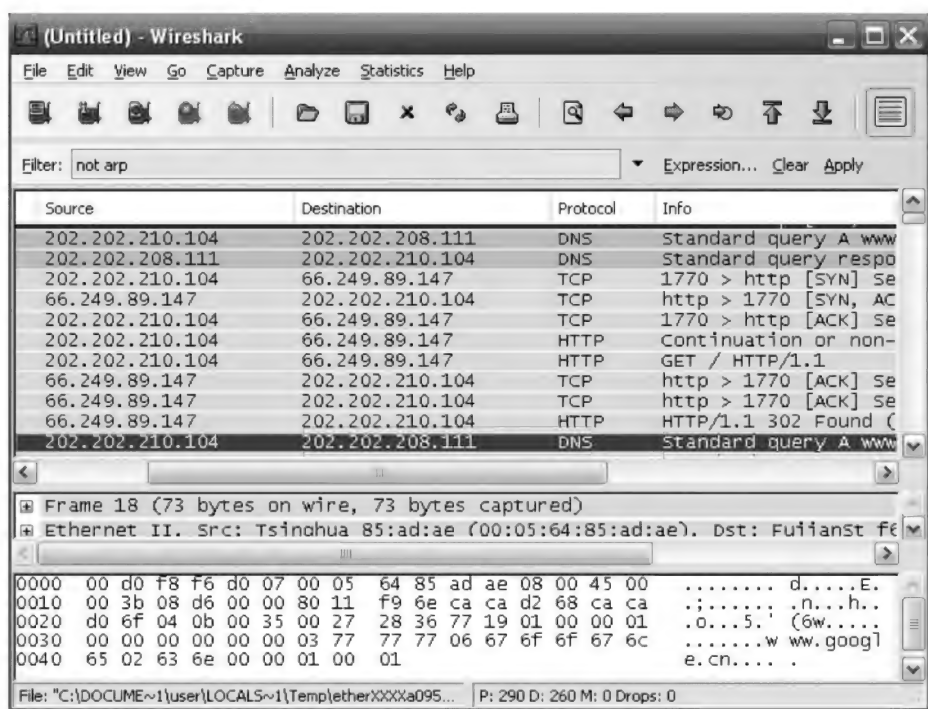 (Untitled) - Wireshark
File Edit View Go Capture Analyze Statistics Help
Filter: not arp Expression... Clear Apply
Source Destination Protocol Info
202.202.210.104 202.202.208.111 DNS Standard query A www
202.202.208.111 202.202.210.104 DNS Standard query respo
202.202.210.104 66.249.89.147 TCP 1770 > http [SYN] Se
66.249.89.147 202.202.210.104 TCP http > 1770 [SYN, AC
202.202.210.104 66.249.89.147 TCP 1770 > http [ACK] Se
202.202.210.104 66.249.89.147 HTTP Continuation or non-
202.202.210.104 66.249.89.147 HTTP GET / HTTP/1.1
66.249.89.147 202.202.210.104 TCP http > 1770 [ACK] Se
66.249.89.147 202.202.210.104 TCP http > 1770 [ACK] Se
66.249.89.147 202.202.210.104 HTTP HTTP/1.1 302 Found (
202.202.210.104 202.202.208.111 DNS Standard query A www
Frame 18 (73 bytes on wire, 73 bytes captured)
Ethernet II, Src: Tsinghua 85:ad:ae (00:05:64:85:ad:ae), Dst: FujianSt f6
0000 00 d0 f8 f6 d0 07 00 05 64 85 ad ae 08 00 45 00 ........ d.....E.
0010 00 3b 08 d6 00 00 80 11 f9 6e ca ca d2 68 ca ca .;...... .n...h..
0020 d0 6f 04 0b 00 35 00 27 28 36 77 19 01 00 00 01 .o...5.' (6w.....
0030 00 00 00 00 00 00 03 77 77 77 06 67 6f 6f 67 6c .......w ww.googl
0040 65 02 63 6e 00 00 01 00 01 e.cn.... .
File: "C:\DOCUME~1\user\LOCALS~1\Temp\etherXXXXa095... P: 290 D: 260 M: 0 Drops: 0